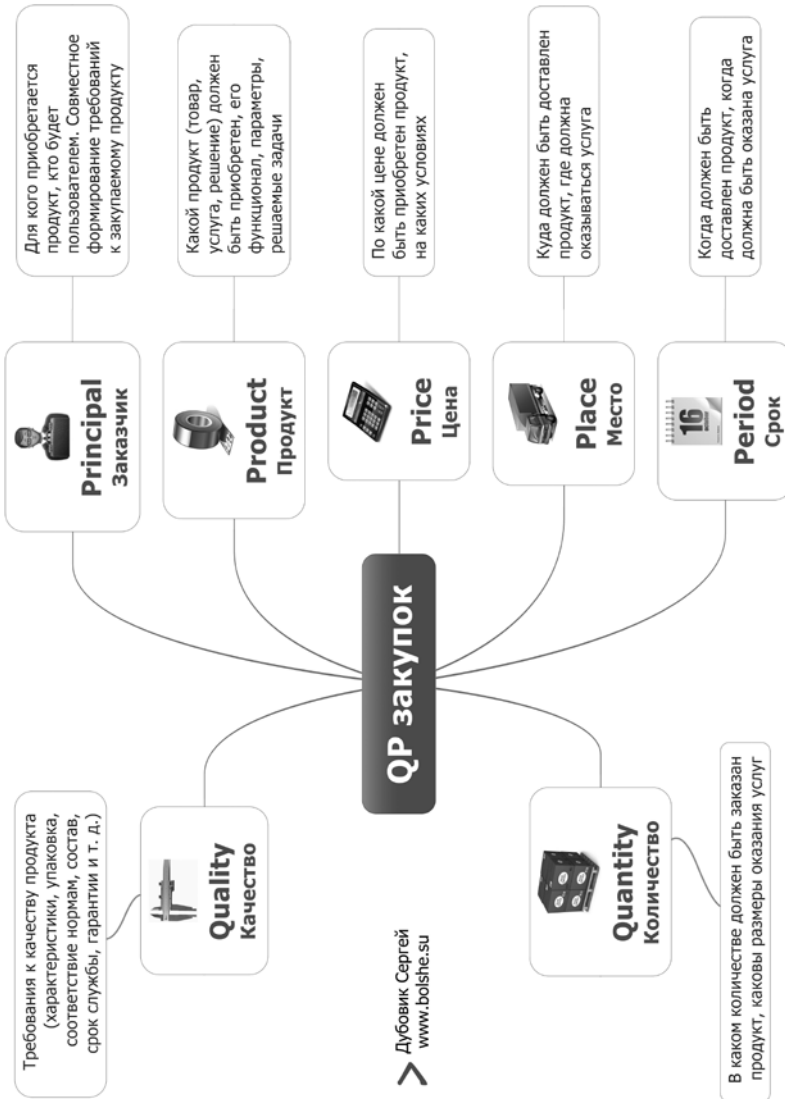 Требования к качеству продукта
(характеристики, упаковка,
соответствие нормам, состав,
срок службы, гарантии и т. д.)
Quality
Качество
Дубовик Сергей
www.bolshe.su
Quantity
Количество
В каком количестве должен быть заказан
продукт, каковы размеры оказания услуг
QP закупок
Principal
Заказчик
Для кого приобретается
продукт, кто будет
пользователем. Совместное
формирование требований
к закупаемому продукту
Product
Продукт
Какой продукт (товар,
услуга, решение) должен
быть приобретен, его
функционал, параметры,
решаемые задачи
Price
Цена
По какой цене должен
быть приобретен продукт,
на каких условиях
Place
Место
Куда должен быть доставлен
продукт, где должна
оказываться услуга
16
Period
Срок
Когда должен быть
доставлен продукт, когда
должна быть оказана услуга